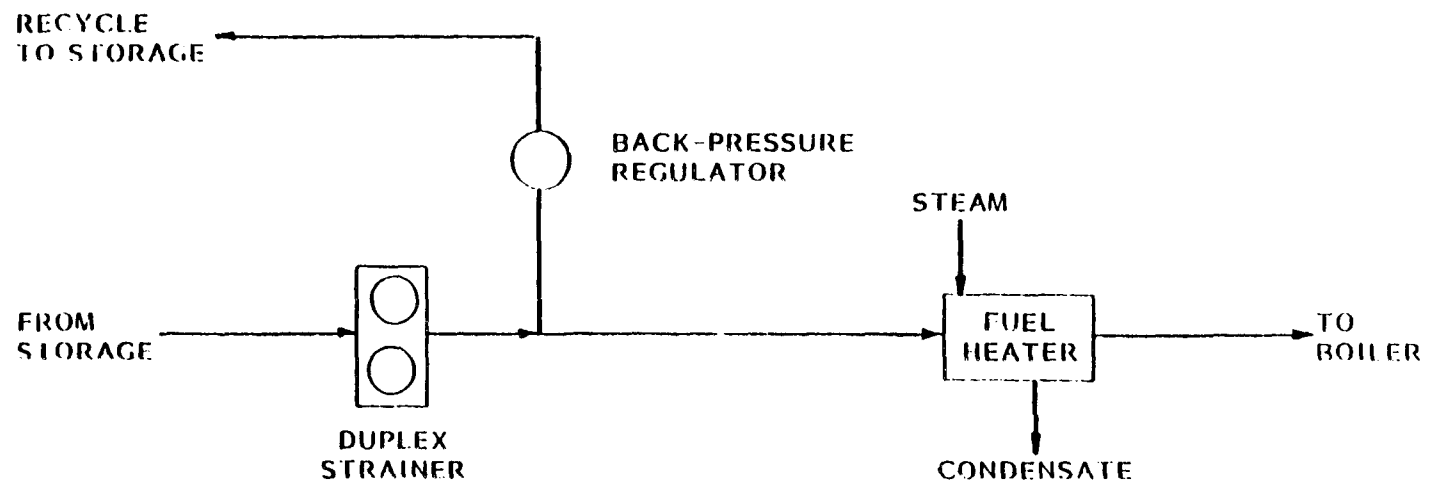 RECYCLE
TO STORAGE
BACK-PRESSURE
REGULATOR
STEAM
FROM
STORAGE
FUEL
HEATER
TO
BOILER
DUPLEX
STRAINER
CONDENSATE